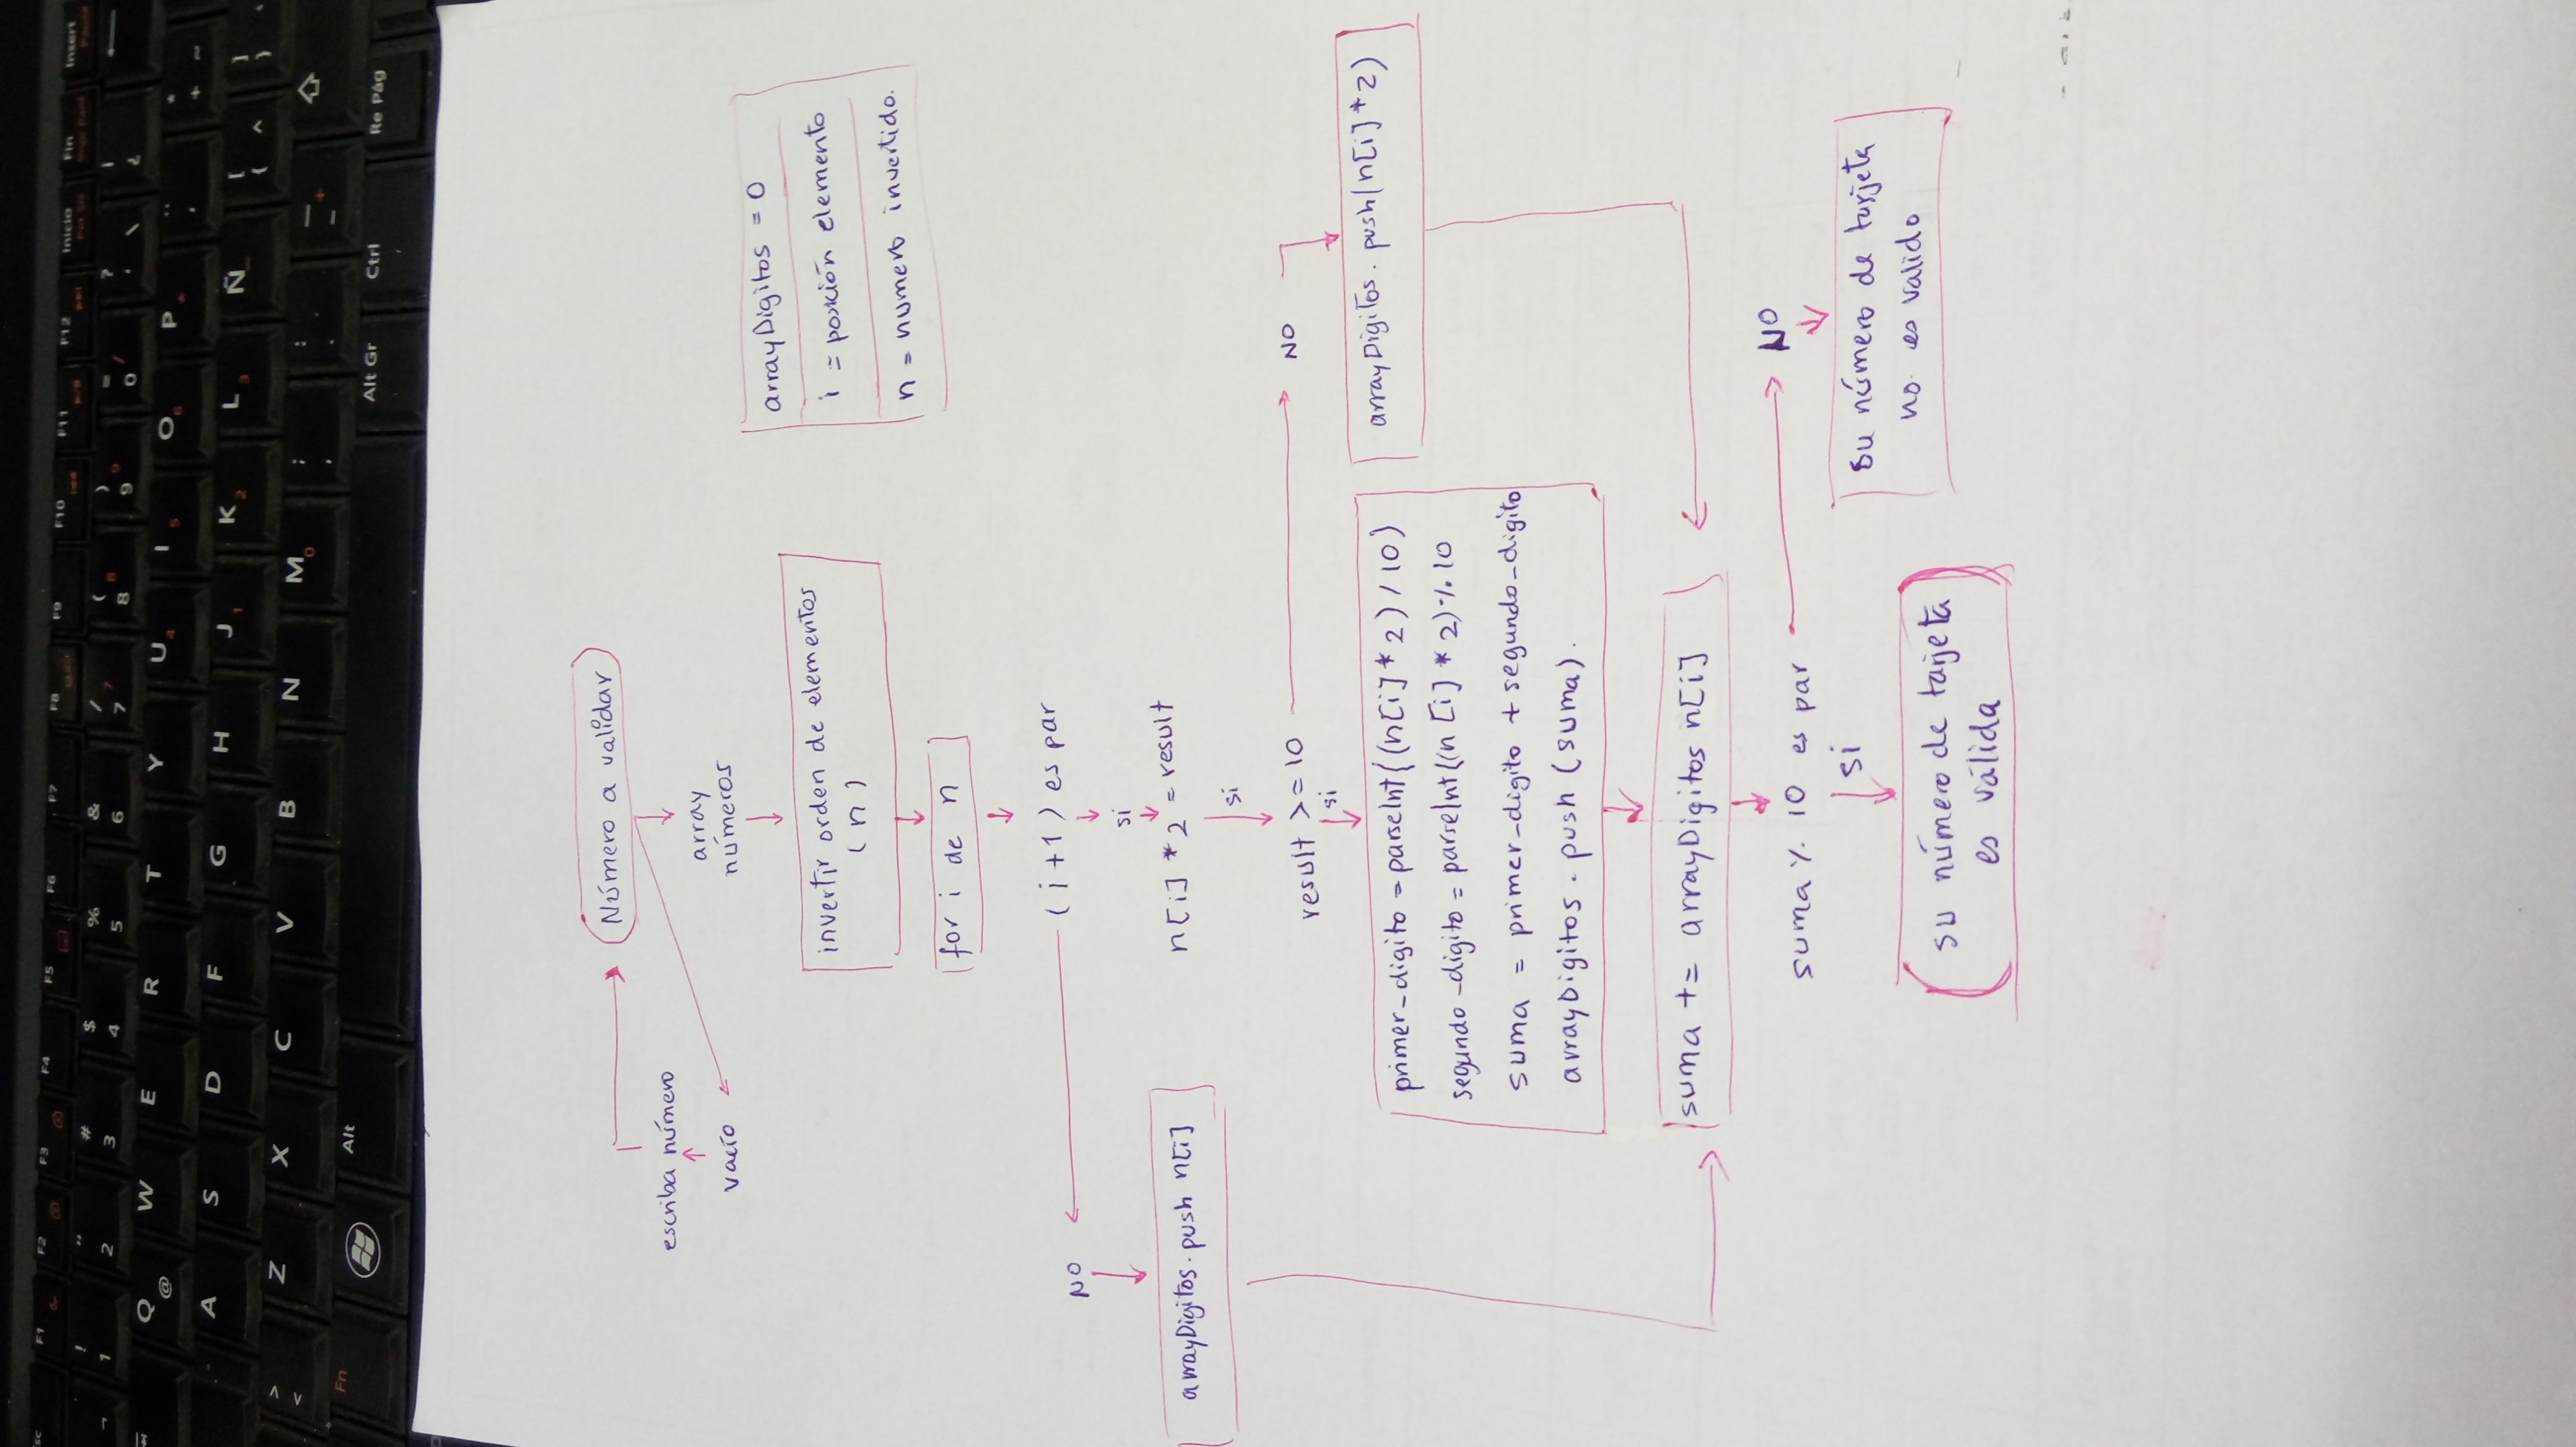 sc F1 F2 F3 F4 F5 F6 F7 F8 F9 F10 F11 F12 Inicio Fin Insert
! " # $ % & / ( ) = ? ¡
1 2 3 4 5 6 7 7 8 8 9 9 0 / ' \ ¿
Q @ W E R T Y U 4 I 5 O 6 P * + ~
A S D F G H J 1 K 2 L 3 Ñ [ { ^ ] }
> < Z X C V B N M 0 ; , : . _ - +
Fn Alt Alt Gr Ctrl Re Pág
Número a validar
escriba número
vacío
array
números
invertir orden de elementos
(n)
for i de n
arrayDigitos = 0
i = posición elemento
n = numero invertido.
(i+1) es par
NO
si
arrayDigitos.push n[i]
n[i] *2 = result
si
result >=10
NO
si
arrayDigitos.push(n[i]*2)
primer_digito = parseInt((n[i]*2)/10)
segundo_digito = parseInt((n[i]*2)%10
suma = primer_digito + segundo_digito
arrayDigitos.push (suma).
suma += arrayDigitos n[i]
suma % 10 es par
NO
si
su número de tarjeta
no es valido
su número de tarjeta
es válida